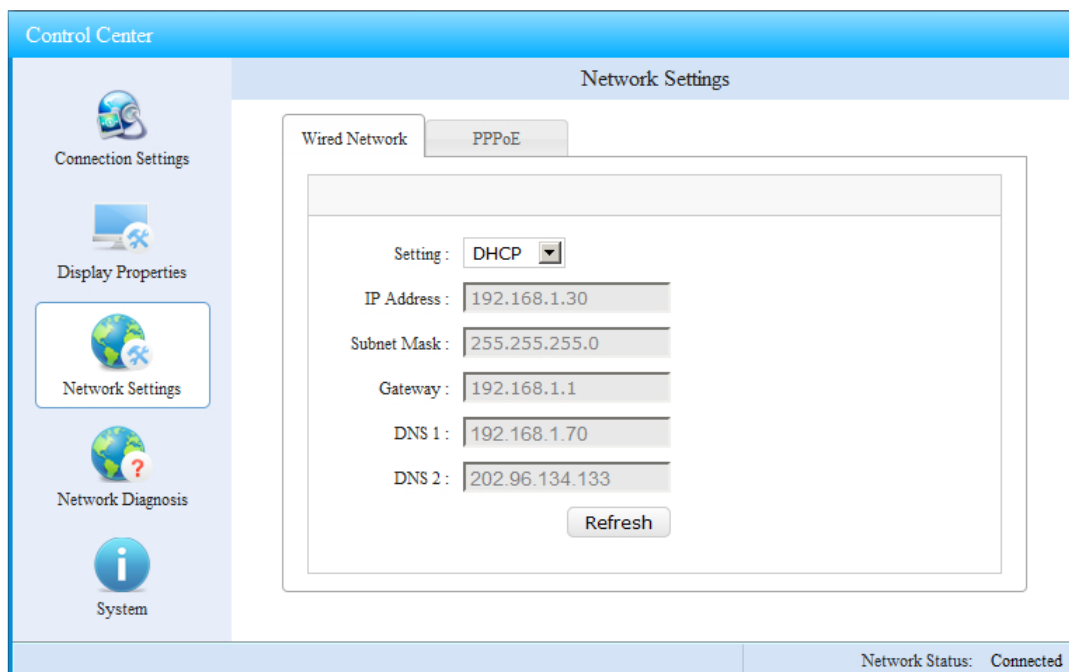 Control Center
Network Settings
Connection Settings
Display Properties
Network Settings
Network Diagnosis
System
Wired Network
PPPoE
Setting : DHCP
IP Address : 192.168.1.30
Subnet Mask : 255.255.255.0
Gateway : 192.168.1.1
DNS 1 : 192.168.1.70
DNS 2 : 202.96.134.133
Refresh
Network Status: Connected